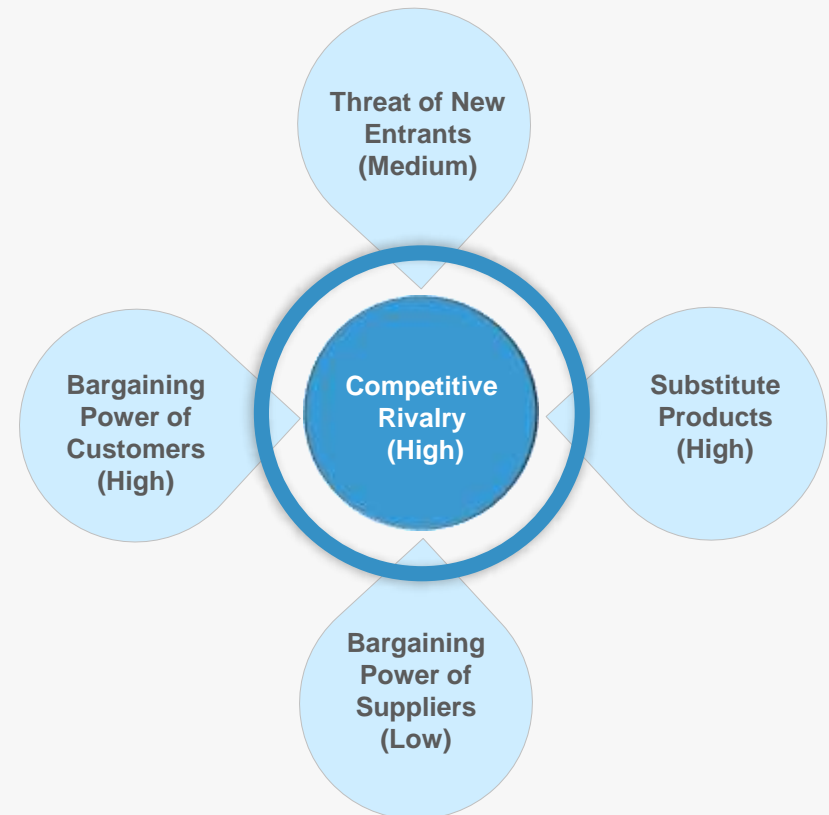 Threat of New
Entrants
(Medium)
Bargaining
Power of
Customers
(High)
Competitive
Rivalry
(High)
Substitute
Products
(High)
Bargaining
Power of
Suppliers
(Low)